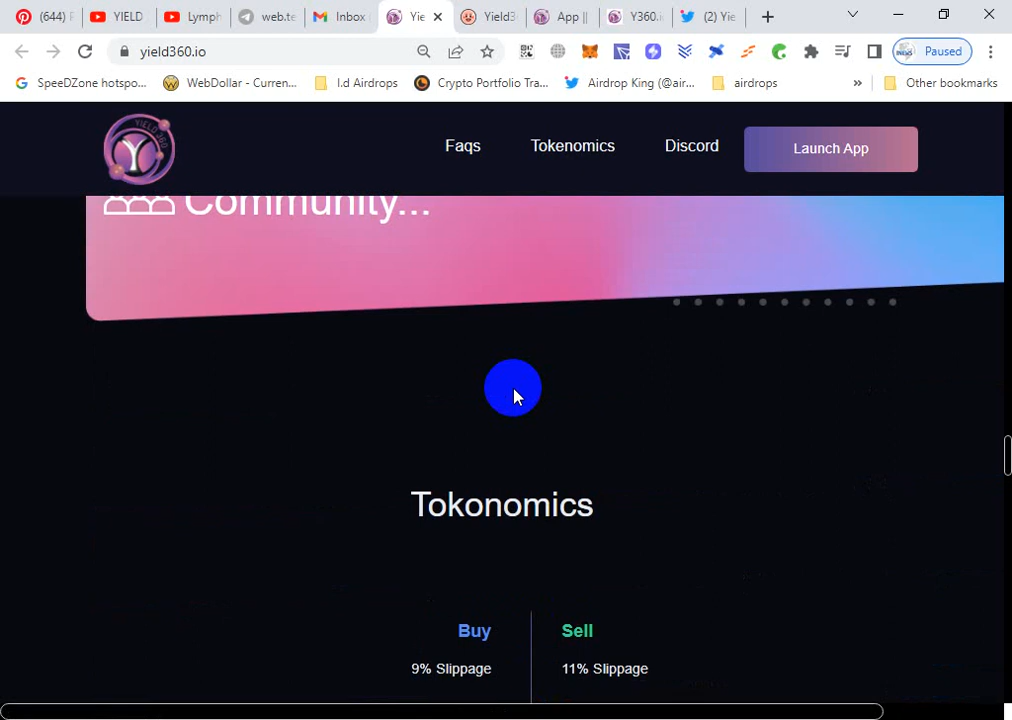 (644)
YIELD
Lymph
web.te
Inbox
Yie
Yield3
App ||
Y360.i
(2) Yie
yield360.io
Paused
SpeeDZone hotspo...
WebDollar - Curren...
I.d Airdrops
Crypto Portfolio Tra...
Airdrop King (@air...
airdrops
»
Other bookmarks
YIELD 360
Y
Faqs
Tokenomics
Discord
Launch App
Community...
Tokonomics
Buy
Sell
9% Slippage
11% Slippage